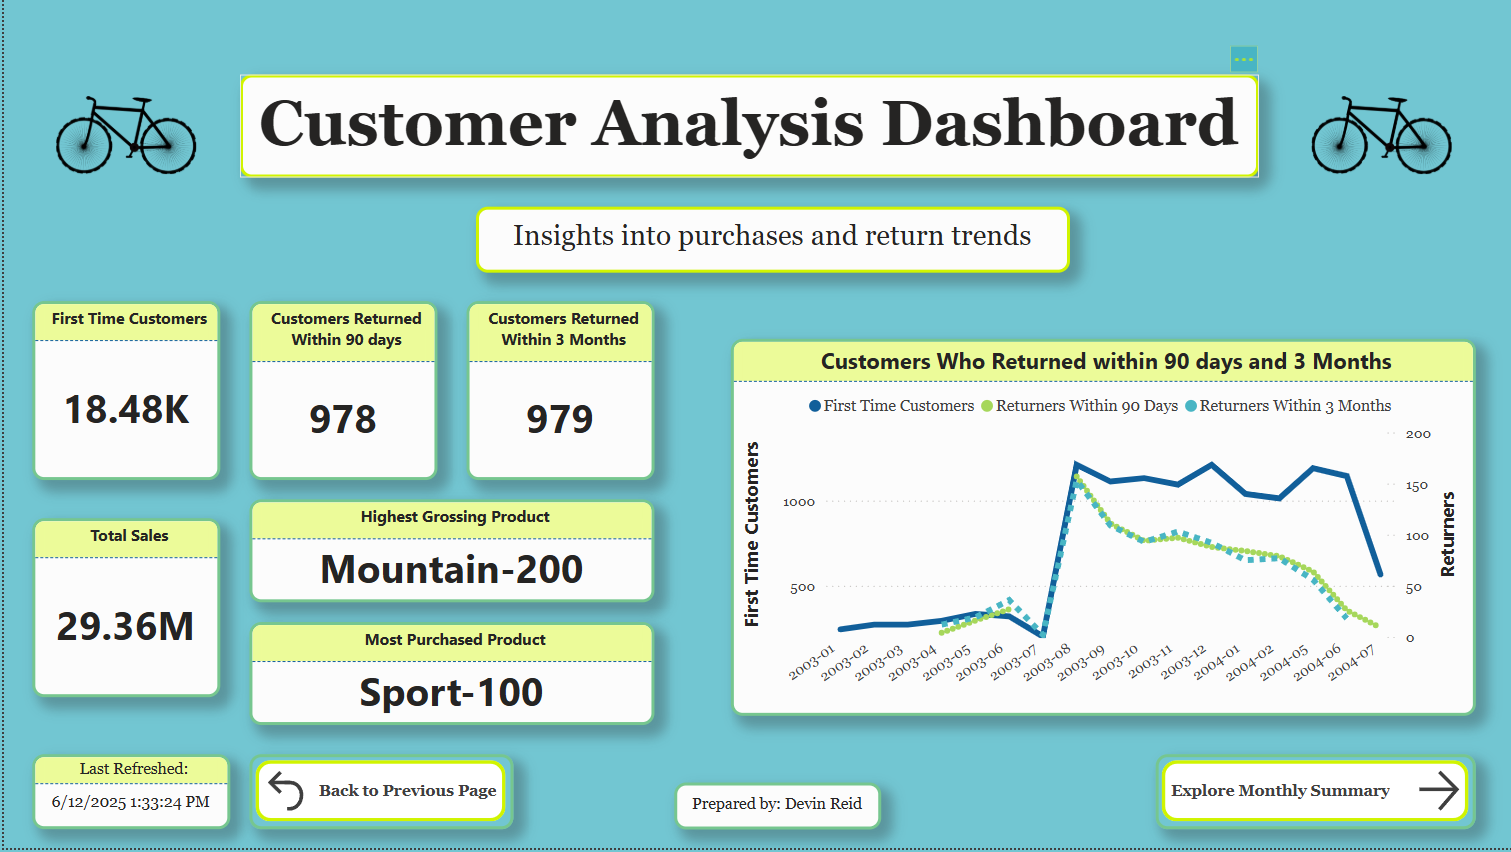 Customer Analysis Dashboard
Insights into purchases and return trends
First Time Customers
18.48K
Customers Returned
Within 90 days
978
Customers Returned
Within 3 Months
979
Total Sales
29.36M
Highest Grossing Product
Mountain-200
Most Purchased Product
Sport-100
Customers Who Returned within 90 days and 3 Months
First Time Customers Returners Within 90 Days Returners Within 3 Months
First Time Customers
1000
500
200
150
100
50
0
Returners
2003-01
2003-02
2003-03
2003-04
2003-05
2003-06
2003-07
2003-08
2003-09
2003-10
2003-11
2003-12
2004-01
2004-02
2004-05
2004-06
2004-07
Last Refreshed:
6/12/2025 1:33:24 PM
Back to Previous Page
Prepared by: Devin Reid
Explore Monthly Summary